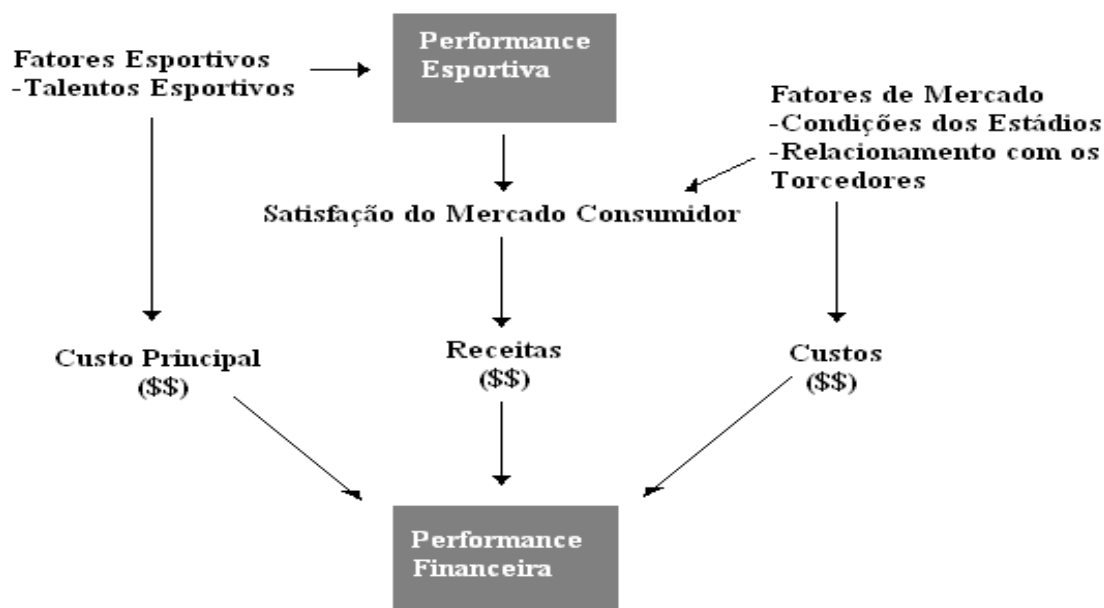 Performance
Esportiva
Fatores Esportivos
-Talentos Esportivos
Fatores de Mercado
-Condições dos Estádios
-Relacionamento com os
Torcedores
Satisfação do Mercado Consumidor
Custo Principal
($$)
Receitas
($$)
Custos
($$)
Performance
Financeira